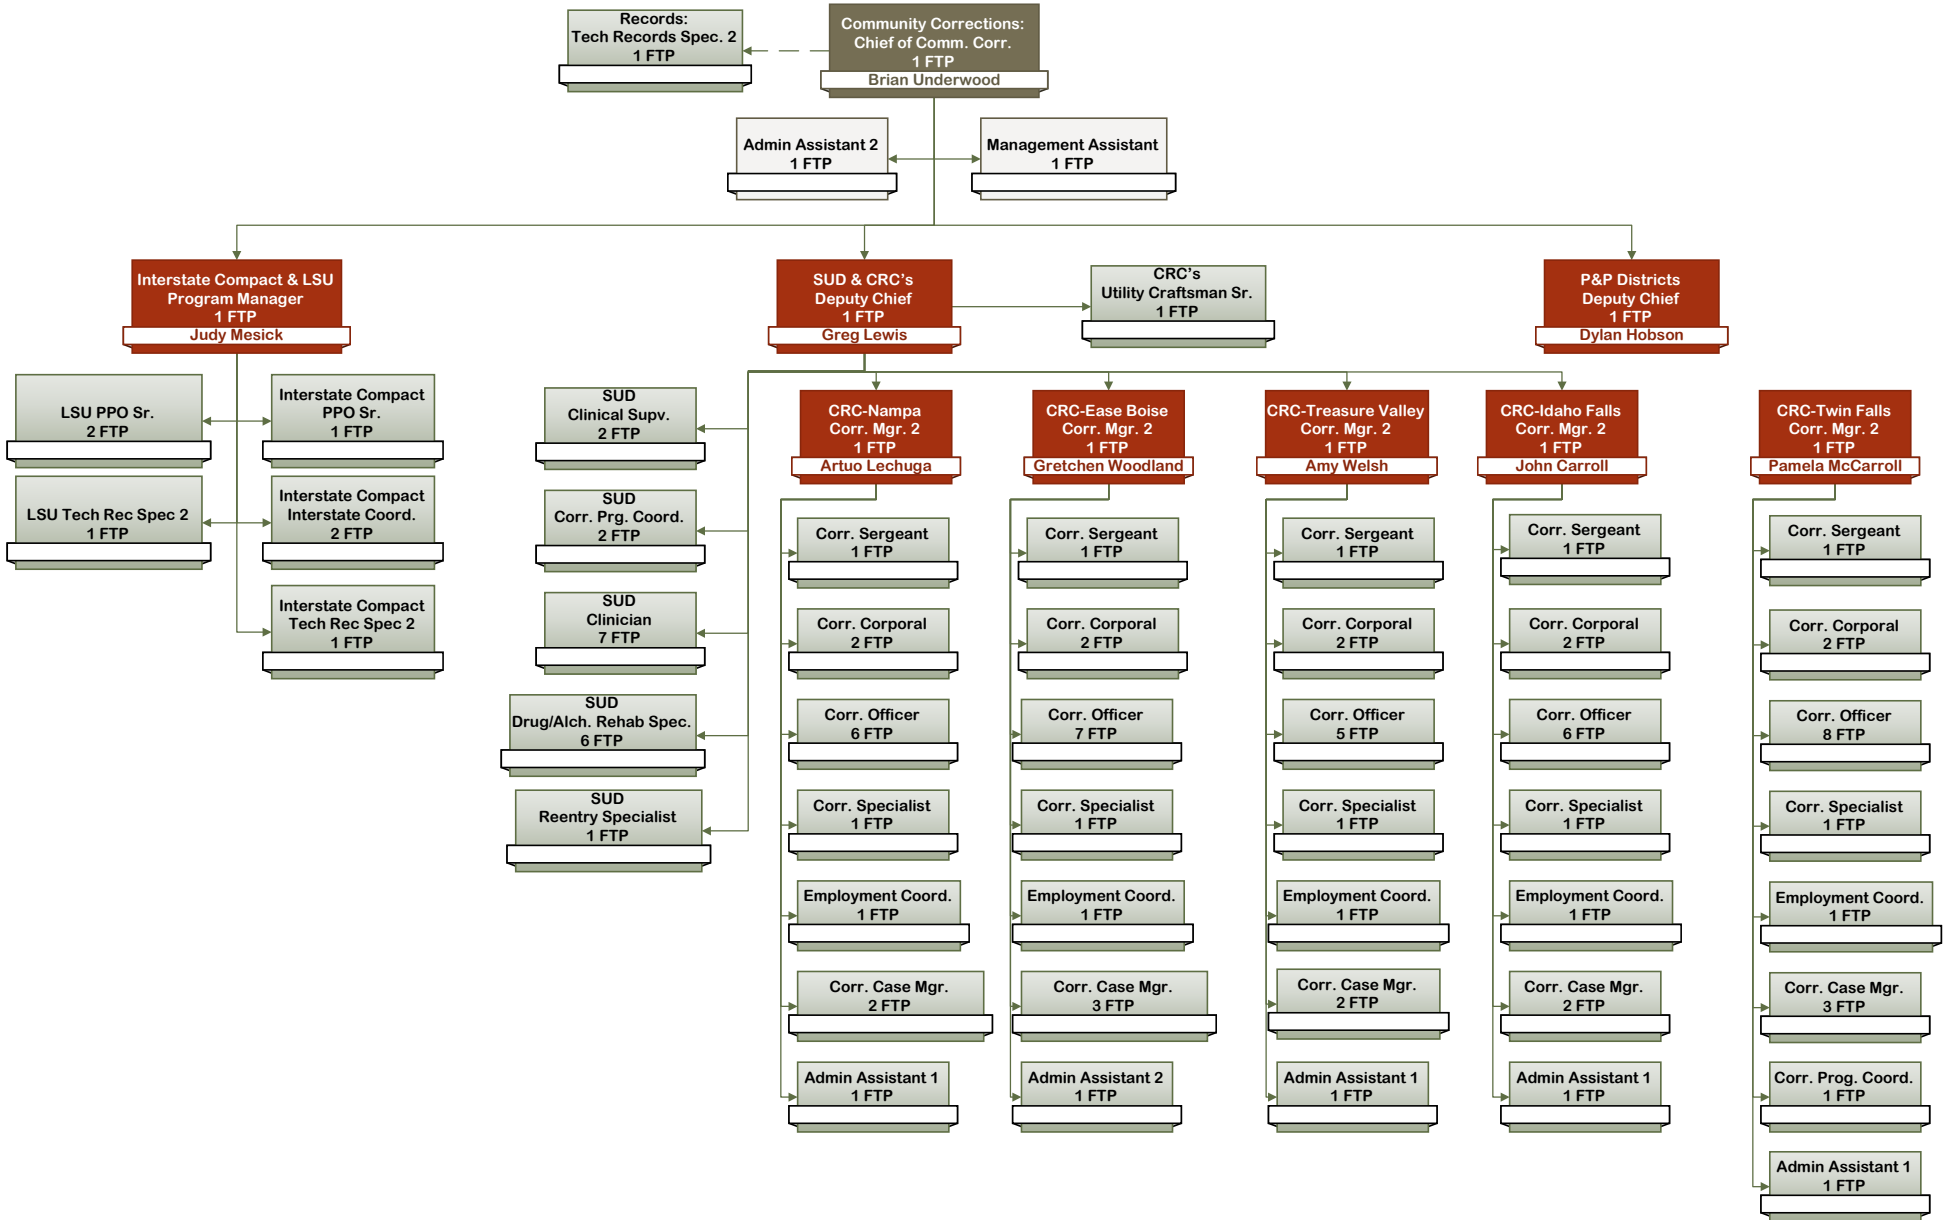 Records:
Tech Records Spec. 2
1 FTP
Community Corrections:
Chief of Comm. Corr.
1 FTP
Brian Underwood
Admin Assistant 2
1 FTP
Management Assistant
1 FTP
Interstate Compact & LSU
Program Manager
1 FTP
Judy Mesick
SUD & CRC's
Deputy Chief
1 FTP
Greg Lewis
CRC's
Utility Craftsman Sr.
1 FTP
P&P Districts
Deputy Chief
1 FTP
Dylan Hobson
LSU PPO Sr.
2 FTP
Interstate Compact
PPO Sr.
1 FTP
LSU Tech Rec Spec 2
1 FTP
Interstate Compact
Interstate Coord.
2 FTP
Interstate Compact
Tech Rec Spec 2
1 FTP
SUD
Clinical Supv.
2 FTP
SUD
Corr. Prg. Coord.
2 FTP
SUD
Clinician
7 FTP
SUD
Drug/Alch. Rehab Spec.
6 FTP
SUD
Reentry Specialist
1 FTP
CRC-Nampa
Corr. Mgr. 2
1 FTP
Artuo Lechuga
Corr. Sergeant
1 FTP
Corr. Corporal
2 FTP
Corr. Officer
6 FTP
Corr. Specialist
1 FTP
Employment Coord.
1 FTP
Corr. Case Mgr.
2 FTP
Admin Assistant 1
1 FTP
CRC-Ease Boise
Corr. Mgr. 2
1 FTP
Gretchen Woodland
Corr. Sergeant
1 FTP
Corr. Corporal
2 FTP
Corr. Officer
7 FTP
Corr. Specialist
1 FTP
Employment Coord.
1 FTP
Corr. Case Mgr.
3 FTP
Admin Assistant 2
1 FTP
CRC-Treasure Valley
Corr. Mgr. 2
1 FTP
Amy Welsh
Corr. Sergeant
1 FTP
Corr. Corporal
2 FTP
Corr. Officer
5 FTP
Corr. Specialist
1 FTP
Employment Coord.
1 FTP
Corr. Case Mgr.
2 FTP
Admin Assistant 1
1 FTP
CRC-Idaho Falls
Corr. Mgr. 2
1 FTP
John Carroll
Corr. Sergeant
1 FTP
Corr. Corporal
2 FTP
Corr. Officer
6 FTP
Corr. Specialist
1 FTP
Employment Coord.
1 FTP
Corr. Case Mgr.
2 FTP
Admin Assistant 1
1 FTP
CRC-Twin Falls
Corr. Mgr. 2
1 FTP
Pamela McCarroll
Corr. Sergeant
1 FTP
Corr. Corporal
2 FTP
Corr. Officer
8 FTP
Corr. Specialist
1 FTP
Employment Coord.
1 FTP
Corr. Case Mgr.
3 FTP
Corr. Prog. Coord.
1 FTP
Admin Assistant 1
1 FTP